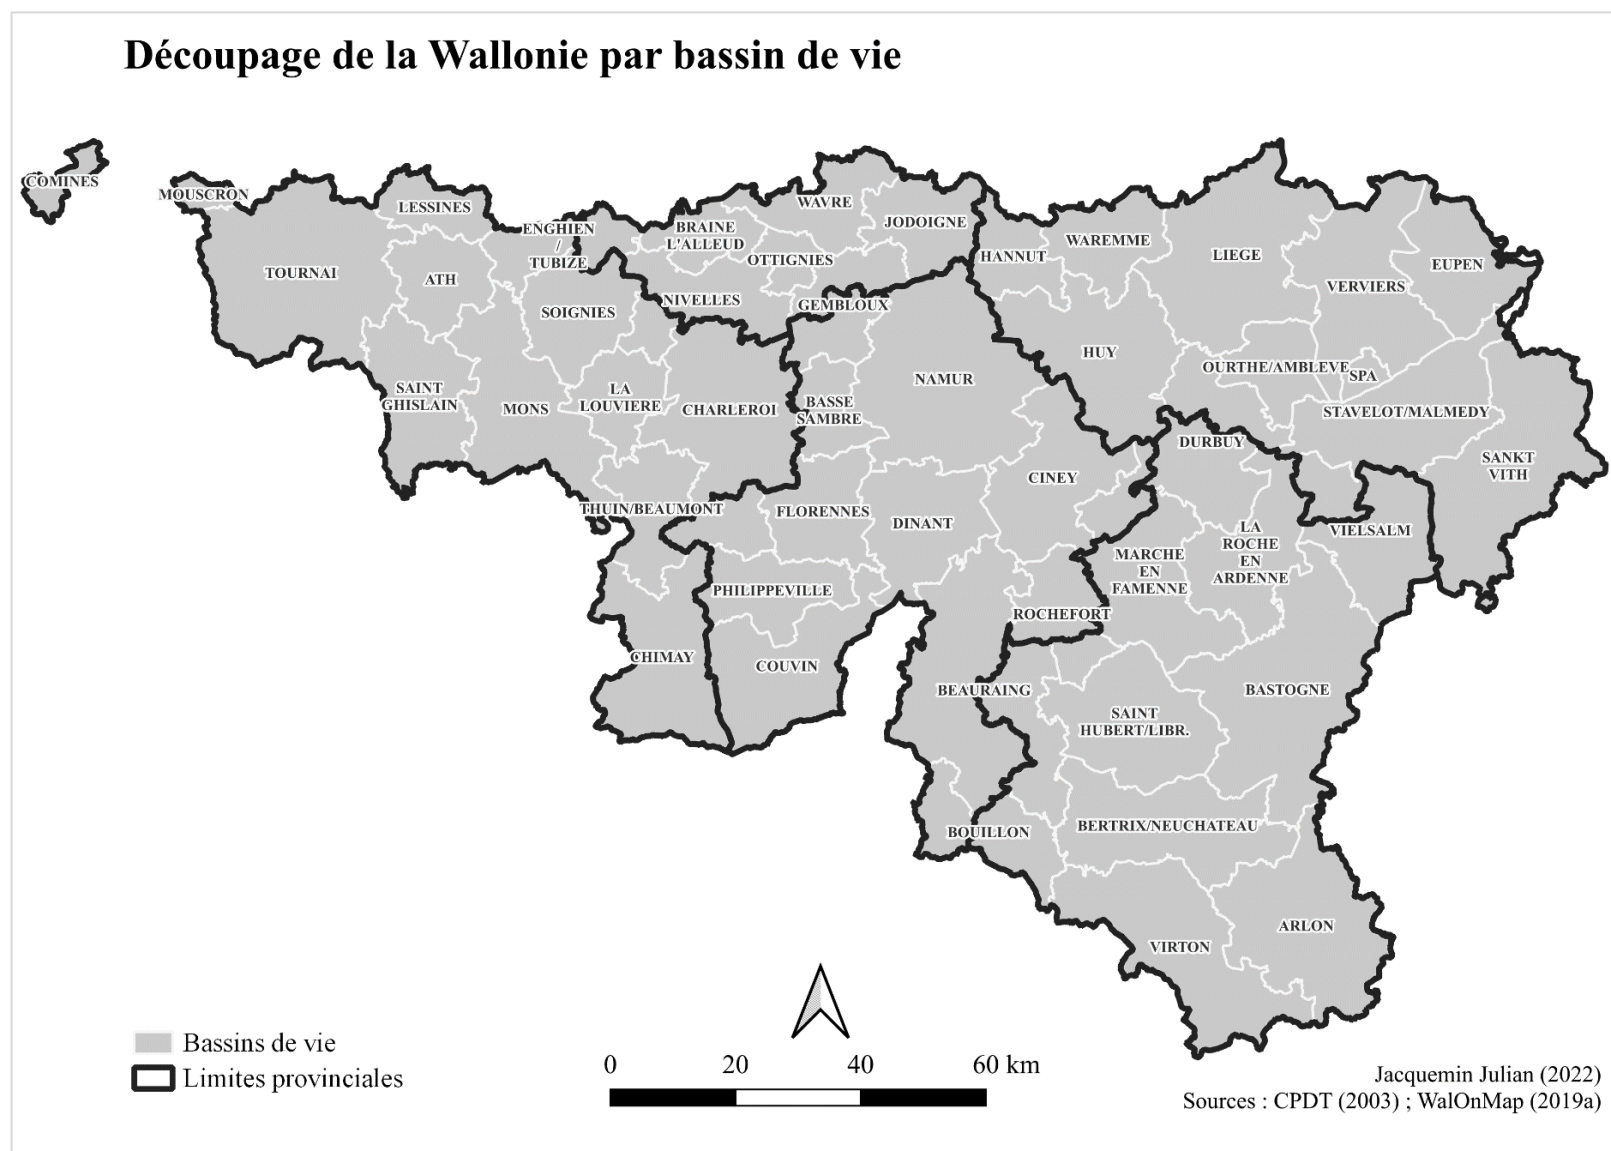 Découpage de la Wallonie par bassin de vie
COMINES
MOUSCRON
LESSINES
WAVRE
JODOIGNE
ENGHIEN
/
TUBIZE
BRAINE
L'ALLEUD
OTTIGNIES
HANNUT
WAREMME
LIEGE
EUPEN
TOURNAI
ATH
VERVIERS
SOIGNIES
NIVELLES
GEMBLOUX
HUY
OURTHE/AMBLEVE
SPA
SAINT
GHISLAIN
MONS
LA
LOUVIERE
CHARLEROI
BASSE
SAMBRE
NAMUR
STAVELOT/MALMEDY
DURBUY
SANKT
VITH
CINEY
THUIN/BEAUMONT
FLORENNES
DINANT
VIELSALM
MARCHE
EN
FAMENNE
LA
ROCHE
EN
ARDENNE
PHILIPPEVILLE
ROCHEFORT
CHIMAY
COUVIN
BEAURAING
BASTOGNE
SAINT
HUBERT/LIBR.
BOUILLON
BERTRIX/NEUCHATEAU
VIRTON
ARLON
Bassins de vie
Limites provinciales
0 20 40 60 km
Jacquemin Julian (2022)
Sources : CPDT (2003) ; WalOnMap (2019a)